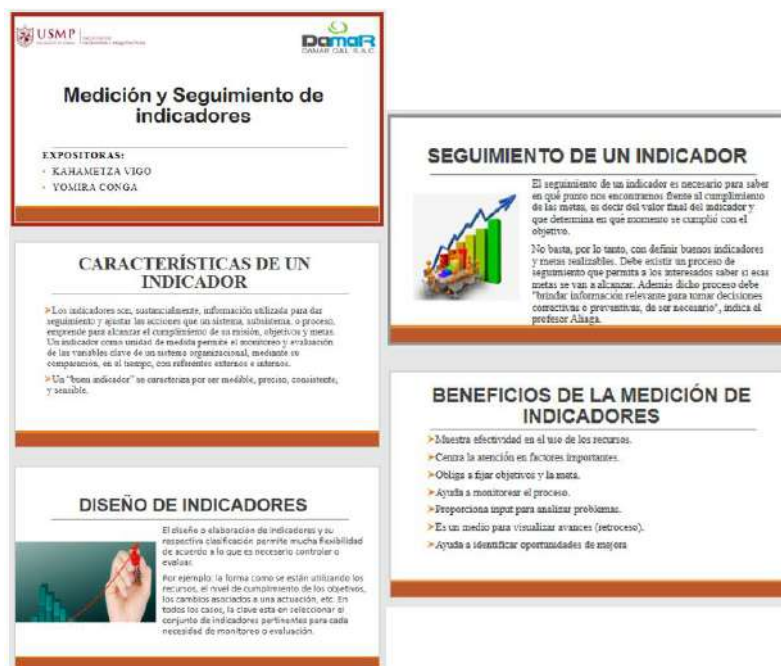 USMP
DamaR
DAMAR GAL S.A.C
Medición y Seguimiento de
indicadores
EXPOSITORAS:
• KAHAMETZA VIGO
• YOMIRA CONGA
CARACTERÍSTICAS DE UN
INDICADOR
➤Los indicadores son, sustancialmente, información utilizada para dar
seguimiento y ajustar las acciones que un sistema, subsistema, o proceso,
emprende para alcanzar el cumplimiento de su misión, objetivos y metas.
Un indicador como unidad de medida permite el monitoreo y evaluación
de las variables clave de un sistema organizacional, mediante su
comparación, en el tiempo, con referentes externos e internos.
➤Un "buen indicador" se caracteriza por ser medible, preciso, consistente,
y sensible.
DISEÑO DE INDICADORES
El diseño o elaboración de indicadores y su
respectiva clasificación permite mucha flexibilidad
de acuerdo a lo que es necesario controlar o
evaluar.
Por ejemplo: la forma como se están utilizando los
recursos, el nivel de cumplimiento de los objetivos,
los cambios asociados a una actuación, etc. En
todos los casos, la clave esta en seleccionar el
conjunto de indicadores pertinentes para cada
necesidad de monitoreo o evaluación.
SEGUIMIENTO DE UN INDICADOR
El seguimiento de un indicador es necesario para saber
en qué punto nos encontramos frente al cumplimiento
de las metas, es decir del valor final del indicador y
que determina en qué momento se cumplió con el
objetivo.
No basta, por lo tanto, con definir buenos indicadores
y metas realizables. Debe existir un proceso de
seguimiento que permita a los interesados saber si esas
metas se van a alcanzar. Además dicho proceso debe
"brindar información relevante para tomar decisiones
correctivas o preventivas, de ser necesario", indica el
profesor Aliaga.
BENEFICIOS DE LA MEDICIÓN DE
INDICADORES
➤Muestra efectividad en el uso de los recursos.
➤Centra la atención en factores importantes.
➤Obliga a fijar objetivos y la meta.
➤Ayuda a monitorear el proceso.
➤Proporciona input para analizar problemas.
➤Es un medio para visualizar avances (retroceso).
➤Ayuda a identificar oportunidades de mejora